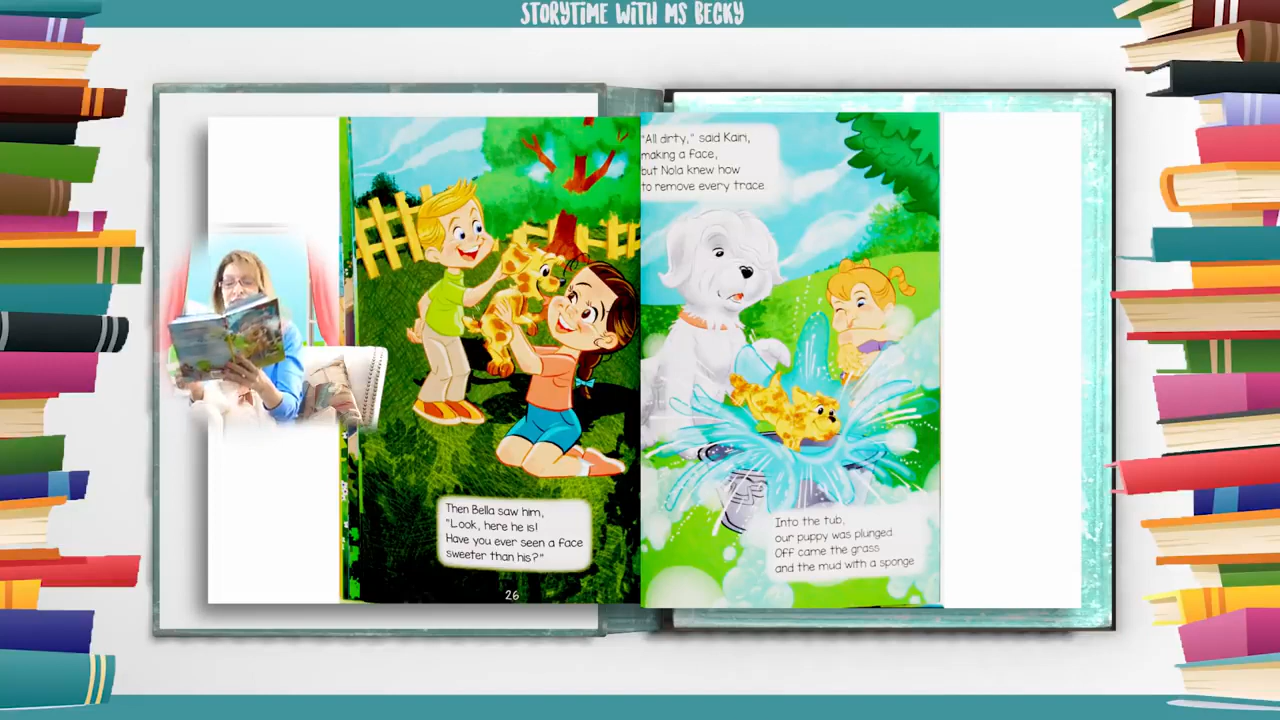 STORYTIME WITH MS BECKY
Then Bella saw him,
"Look, here he is!
Have you ever seen a face
sweeter than his?"
26
"All dirty," said Kairi,
making a face,
but Nola knew how
to remove every trace
Into the tub,
our puppy was plunged
Off came the grass
and the mud with a sponge